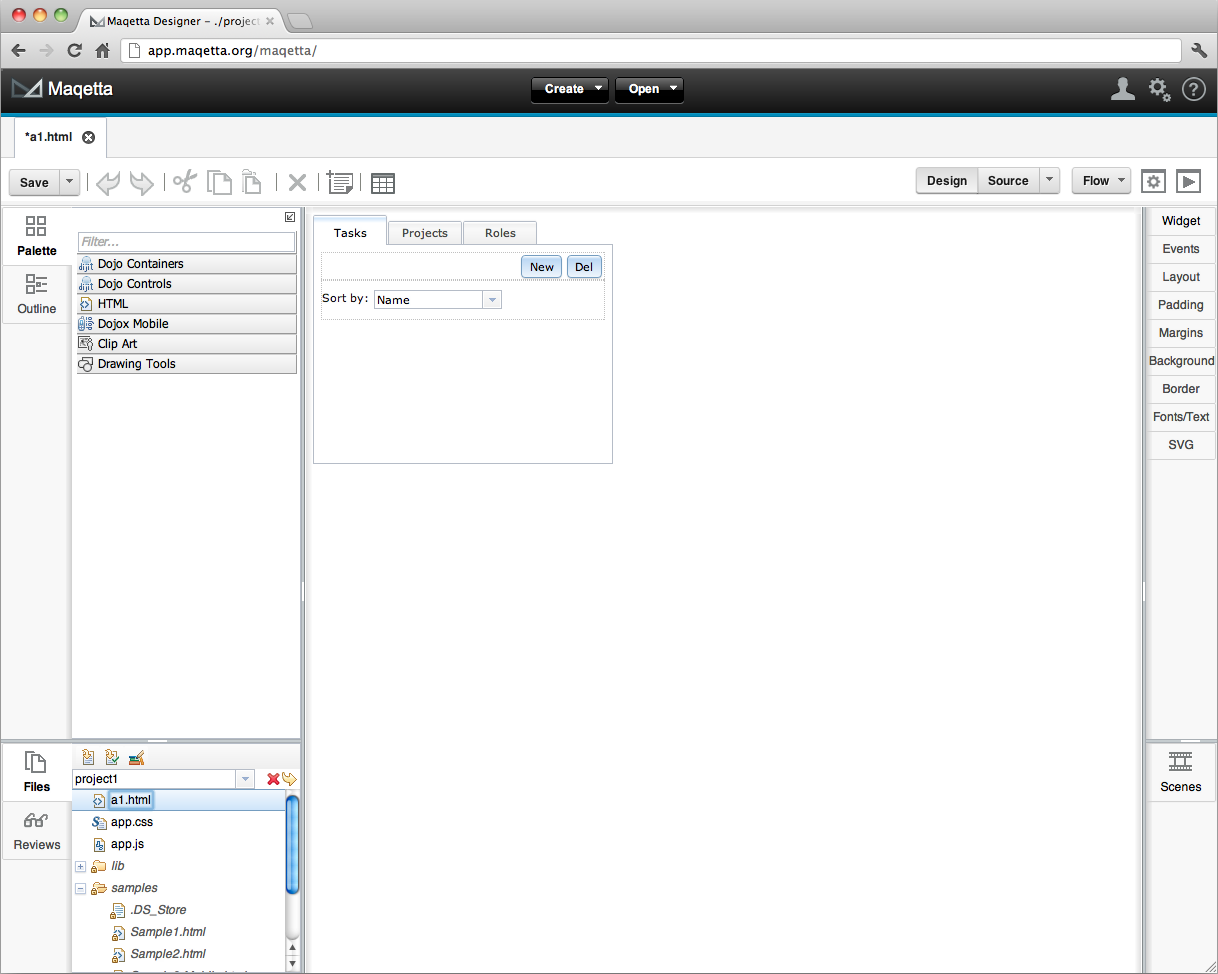 Maqetta Designer – ./project
app.maqetta.org/maqetta/
Maqetta
Create
Open
?
*a1.html
Save
Design
Source
Flow
Palette
Outline
Filter...
Dojo Containers
Dojo Controls
HTML
Dojox Mobile
Clip Art
Drawing Tools
Tasks
Projects
Roles
New
Del
Sort by:
Name
Widget
Events
Layout
Padding
Margins
Background
Border
Fonts/Text
SVG
Files
Reviews
project1
a1.html
app.css
app.js
lib
samples
.DS_Store
Sample1.html
Sample2.html
Scenes